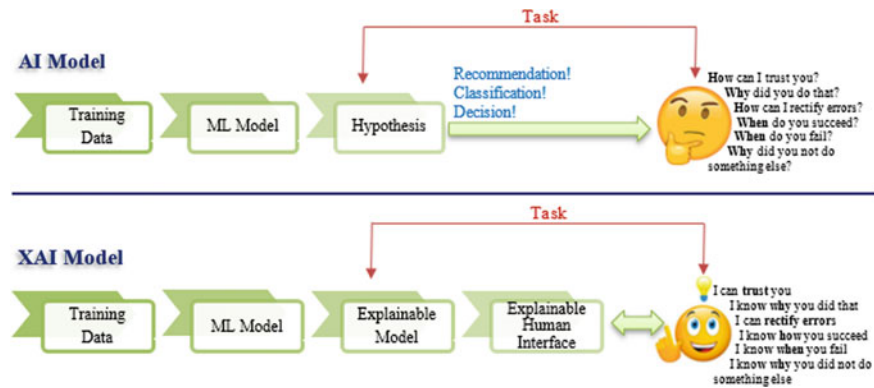 Task
AI Model
Training
Data
ML Model
Hypothesis
Recommendation!
Classification!
Decision!
How can I trust you?
Why did you do that?
How can I rectify errors?
When do you succeed?
When do you fail?
Why did you not do
something else?
Task
XAI Model
Training
Data
ML Model
Explainable
Model
Explainable
Human
Interface
I can trust you
I know why you did that
I can rectify errors
I know how you succeed
I know when you fail
I know why you did not do
something else